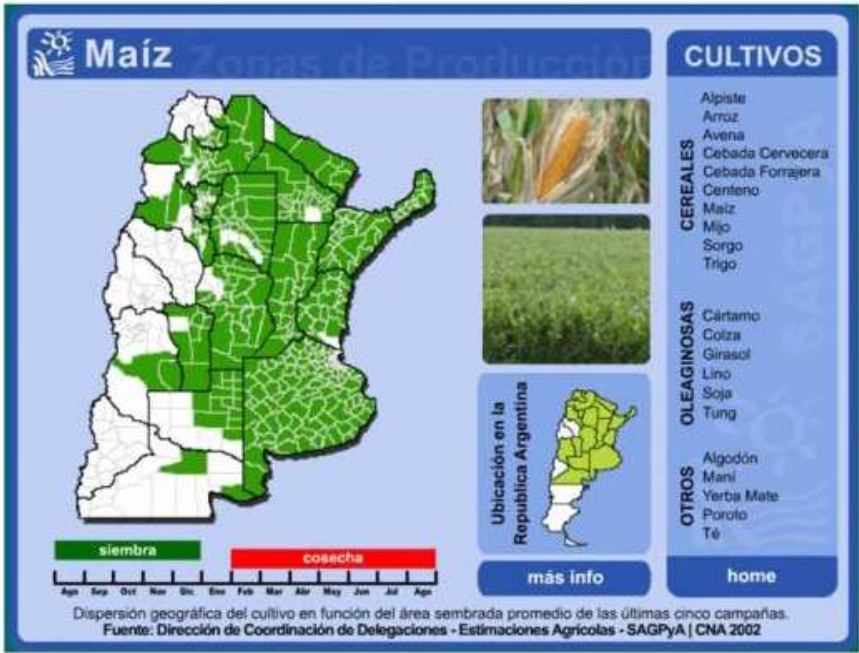 Maíz
Zonas de Producción
CULTIVOS
CEREALES
Alpiste
Arroz
Avena
Cebada Cervecera
Cebada Forrajera
Centeno
Maíz
Mijo
Sorgo
Trigo
OLEAGINOSAS
Cártamo
Colza
Girasol
Lino
Soja
Tung
OTROS
Algodón
Maní
Yerba Mate
Poroto
Té
SAGPyA
Ubicación en la
Republica Argentina
más info
home
siembra
cosecha
Ago Sep Oct Nov Dic Ene Feb Mar Abr May Jun Jul Ago
Dispersión geográfica del cultivo en función del área sembrada promedio de las últimas cinco campañas.
Fuente: Dirección de Coordinación de Delegaciones - Estimaciones Agrícolas - SAGPyA | CNA 2002